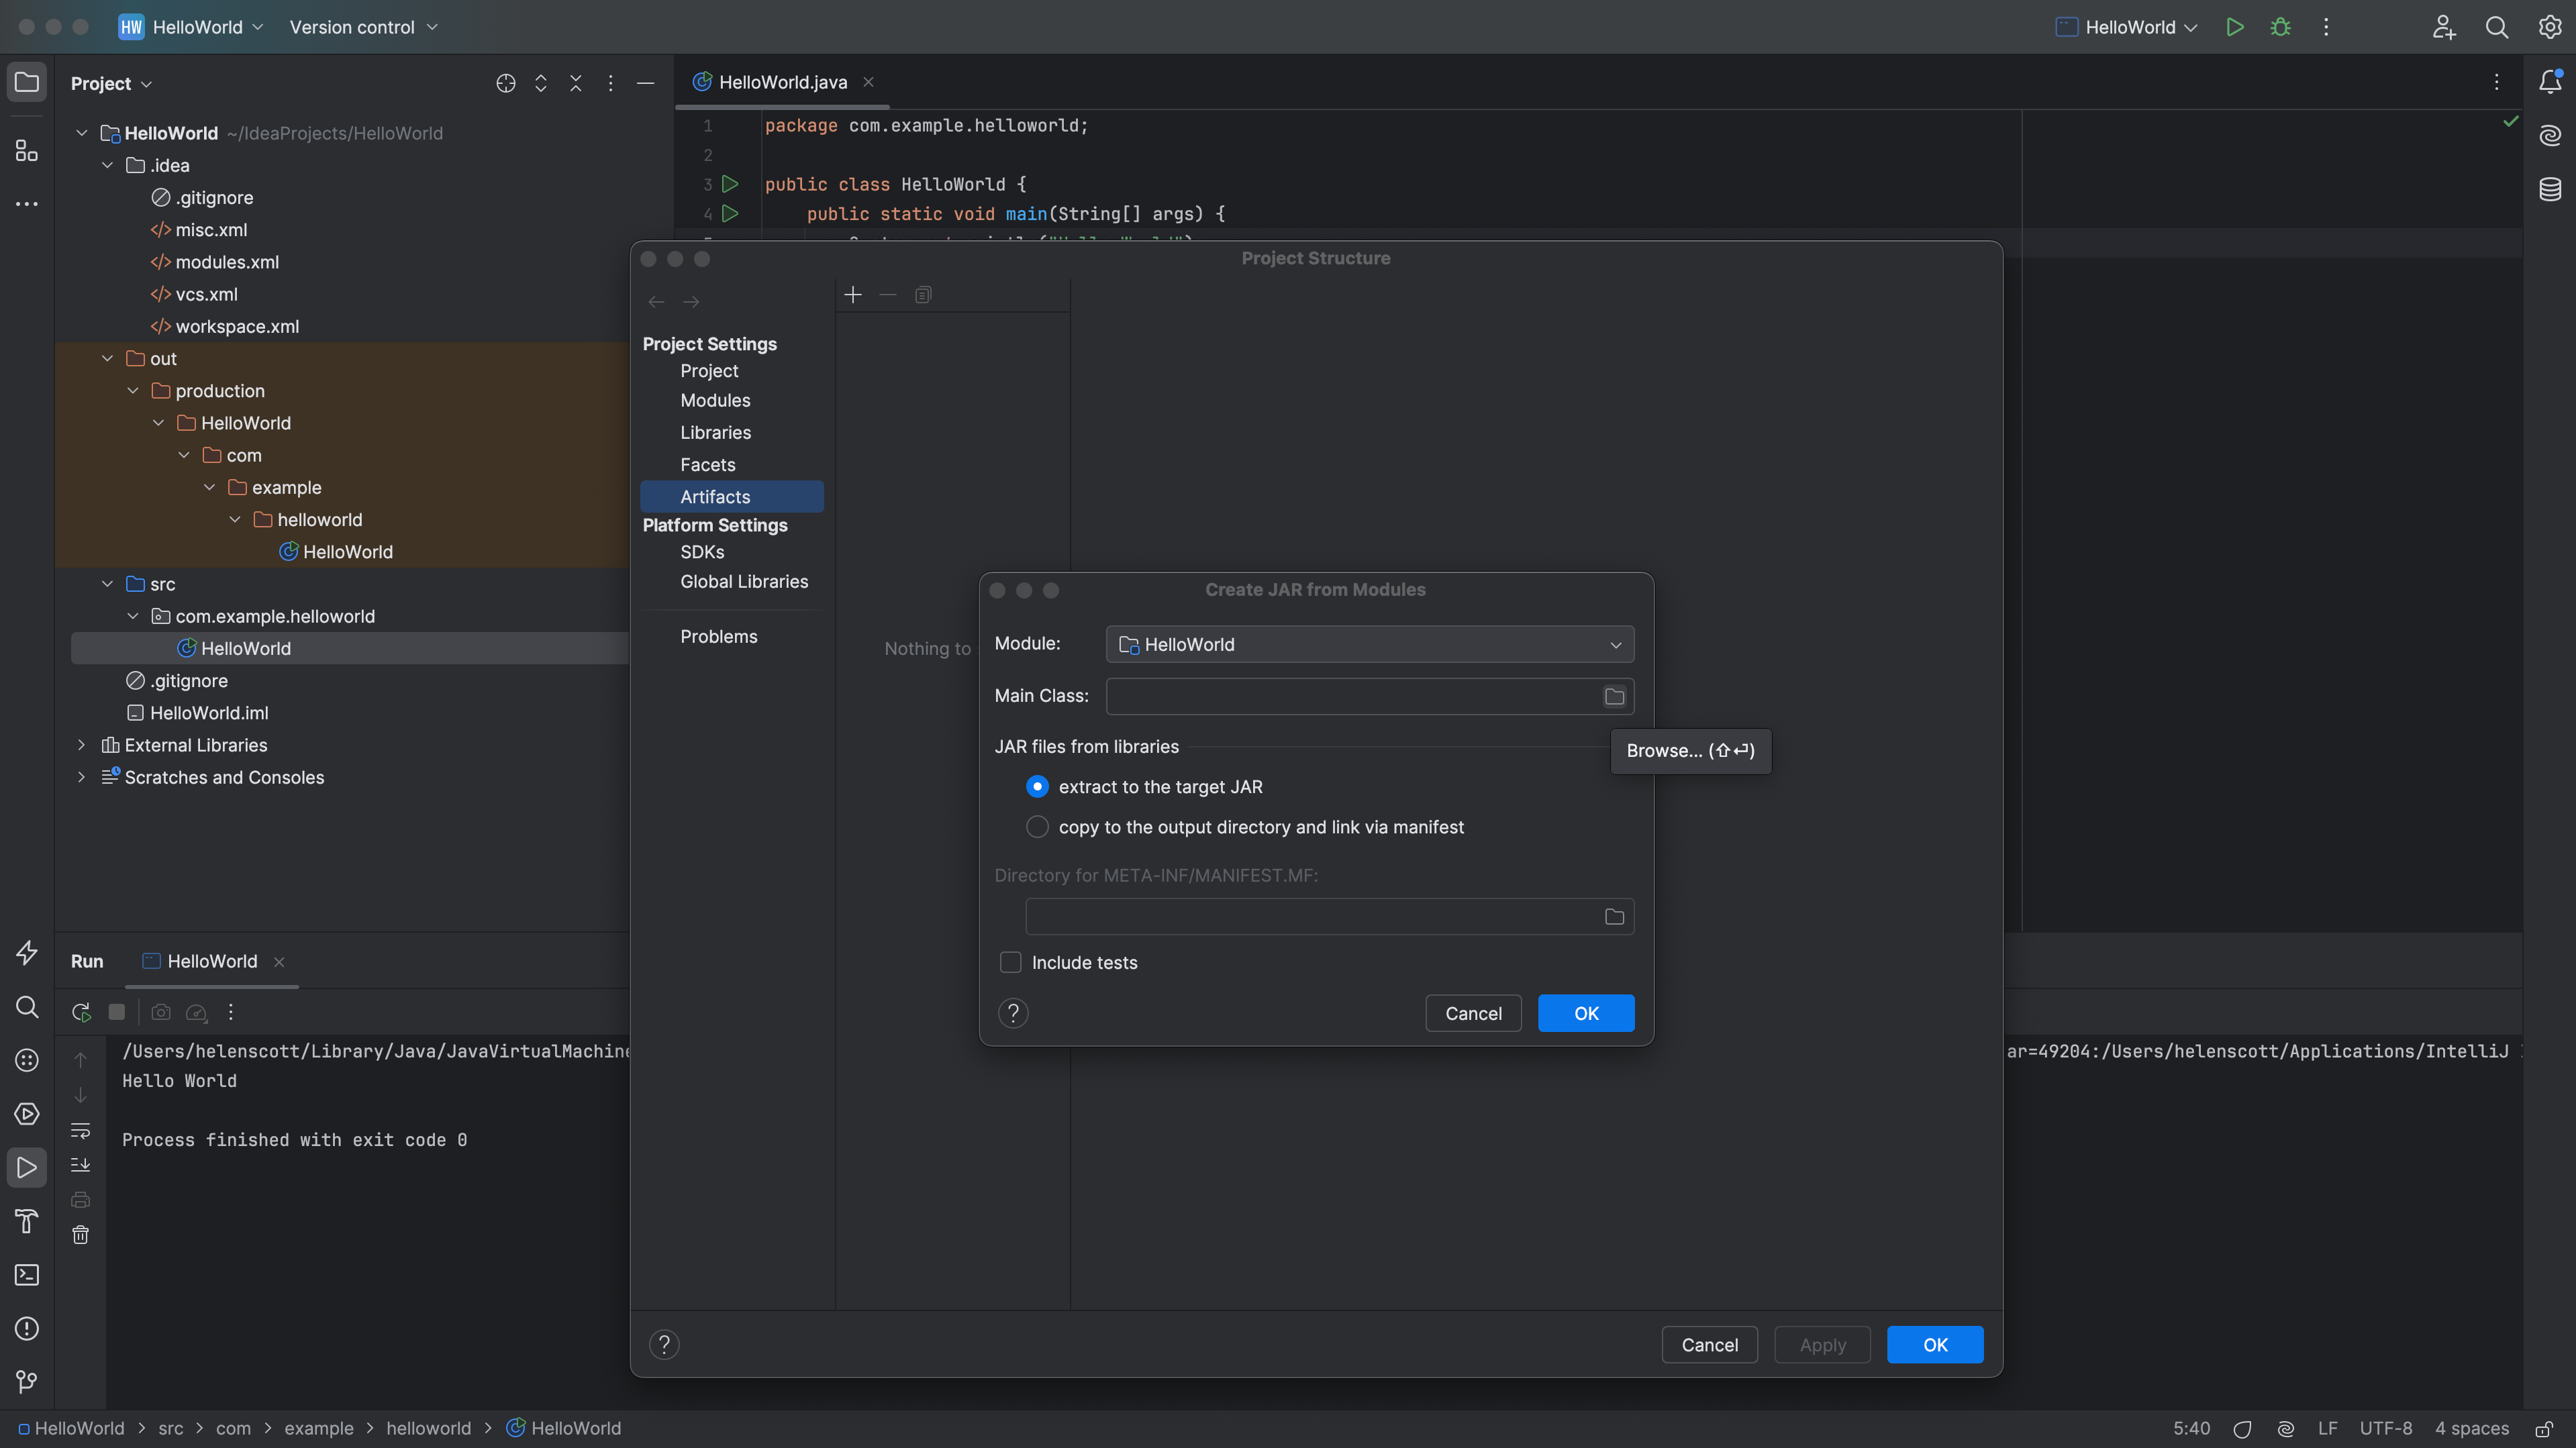 HW HelloWorld
Version control
HelloWorld
Project
HelloWorld ~/IdeaProjects/HelloWorld
.idea
.gitignore
misc.xml
modules.xml
vcs.xml
workspace.xml
out
production
HelloWorld
com
example
helloworld
HelloWorld
src
com.example.helloworld
HelloWorld
.gitignore
HelloWorld.iml
External Libraries
Scratches and Consoles
HelloWorld.java
1 package com.example.helloworld;
2
3 public class HelloWorld {
4 public static void main(String[] args) {
Project Structure
Project Settings
Project
Modules
Libraries
Facets
Artifacts
Platform Settings
SDKs
Global Libraries
Problems
Nothing to
Create JAR from Modules
Module: HelloWorld
Main Class:
Browse... (⇧⏎)
JAR files from libraries
extract to the target JAR
copy to the output directory and link via manifest
Directory for META-INF/MANIFEST.MF:
Include tests
? Cancel OK
? Cancel Apply OK
Run HelloWorld
/Users/helenscott/Library/Java/JavaVirtualMachine
ar=49204:/Users/helenscott/Applications/IntelliJ
Hello World
Process finished with exit code 0
HelloWorld > src > com > example > helloworld > HelloWorld
5:40 LF UTF-8 4 spaces